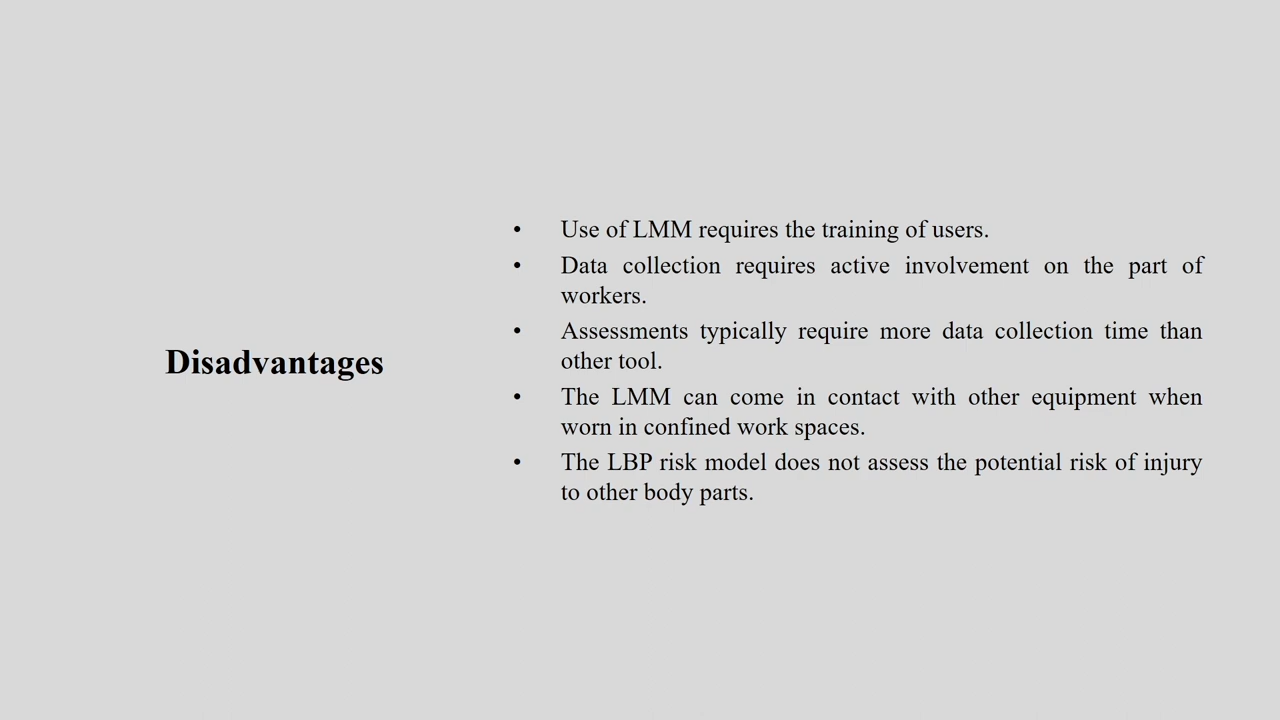 Disadvantages
• Use of LMM requires the training of users.
• Data collection requires active involvement on the part of
workers.
• Assessments typically require more data collection time than
other tool.
• The LMM can come in contact with other equipment when
worn in confined work spaces.
• The LBP risk model does not assess the potential risk of injury
to other body parts.